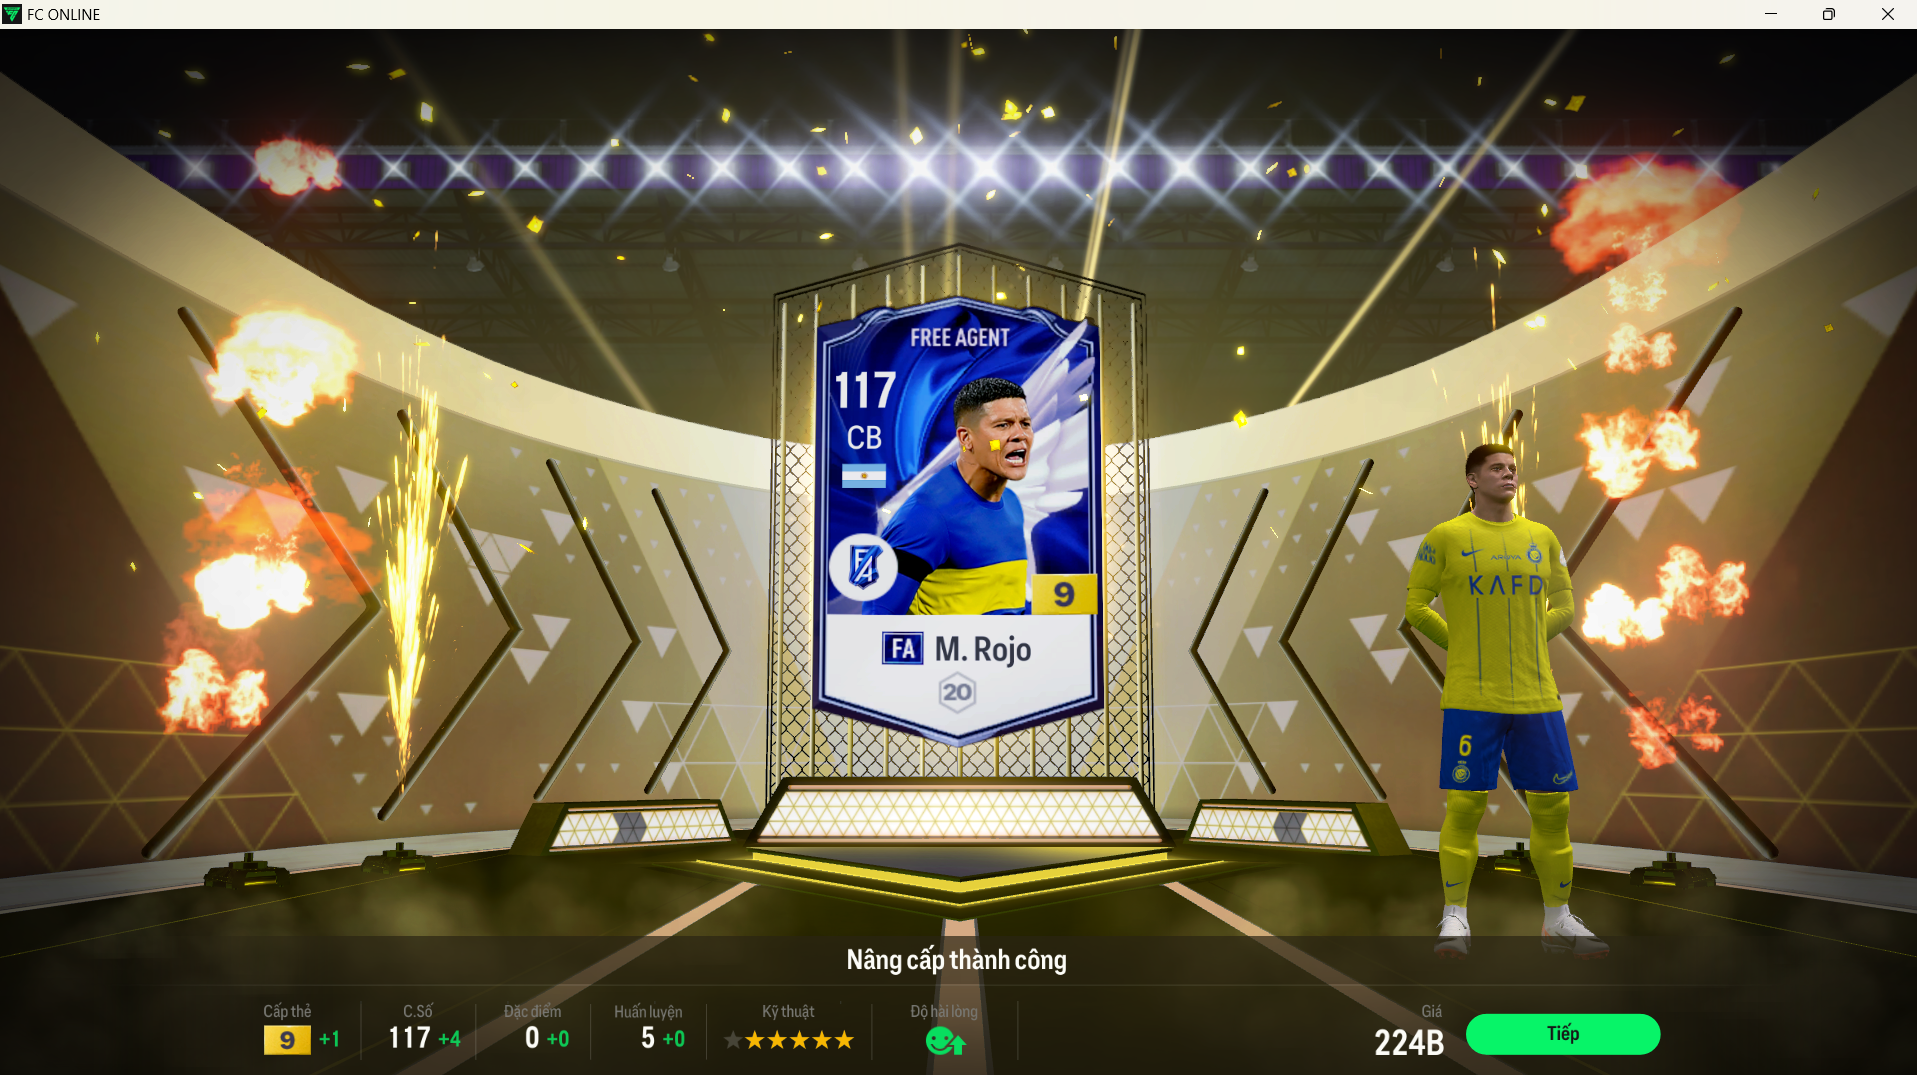 FC ONLINE
FREE AGENT
117
CB
FA
9
FA M. Rojo
20
KAFD
6
Nâng cấp thành công
Cấp thẻ
9 +1
C.Số
117 +4
Đặc điểm
0 +0
Huấn luyện
5 +0
Kỹ thuật
Độ hài lòng
Giá
224B
Tiếp